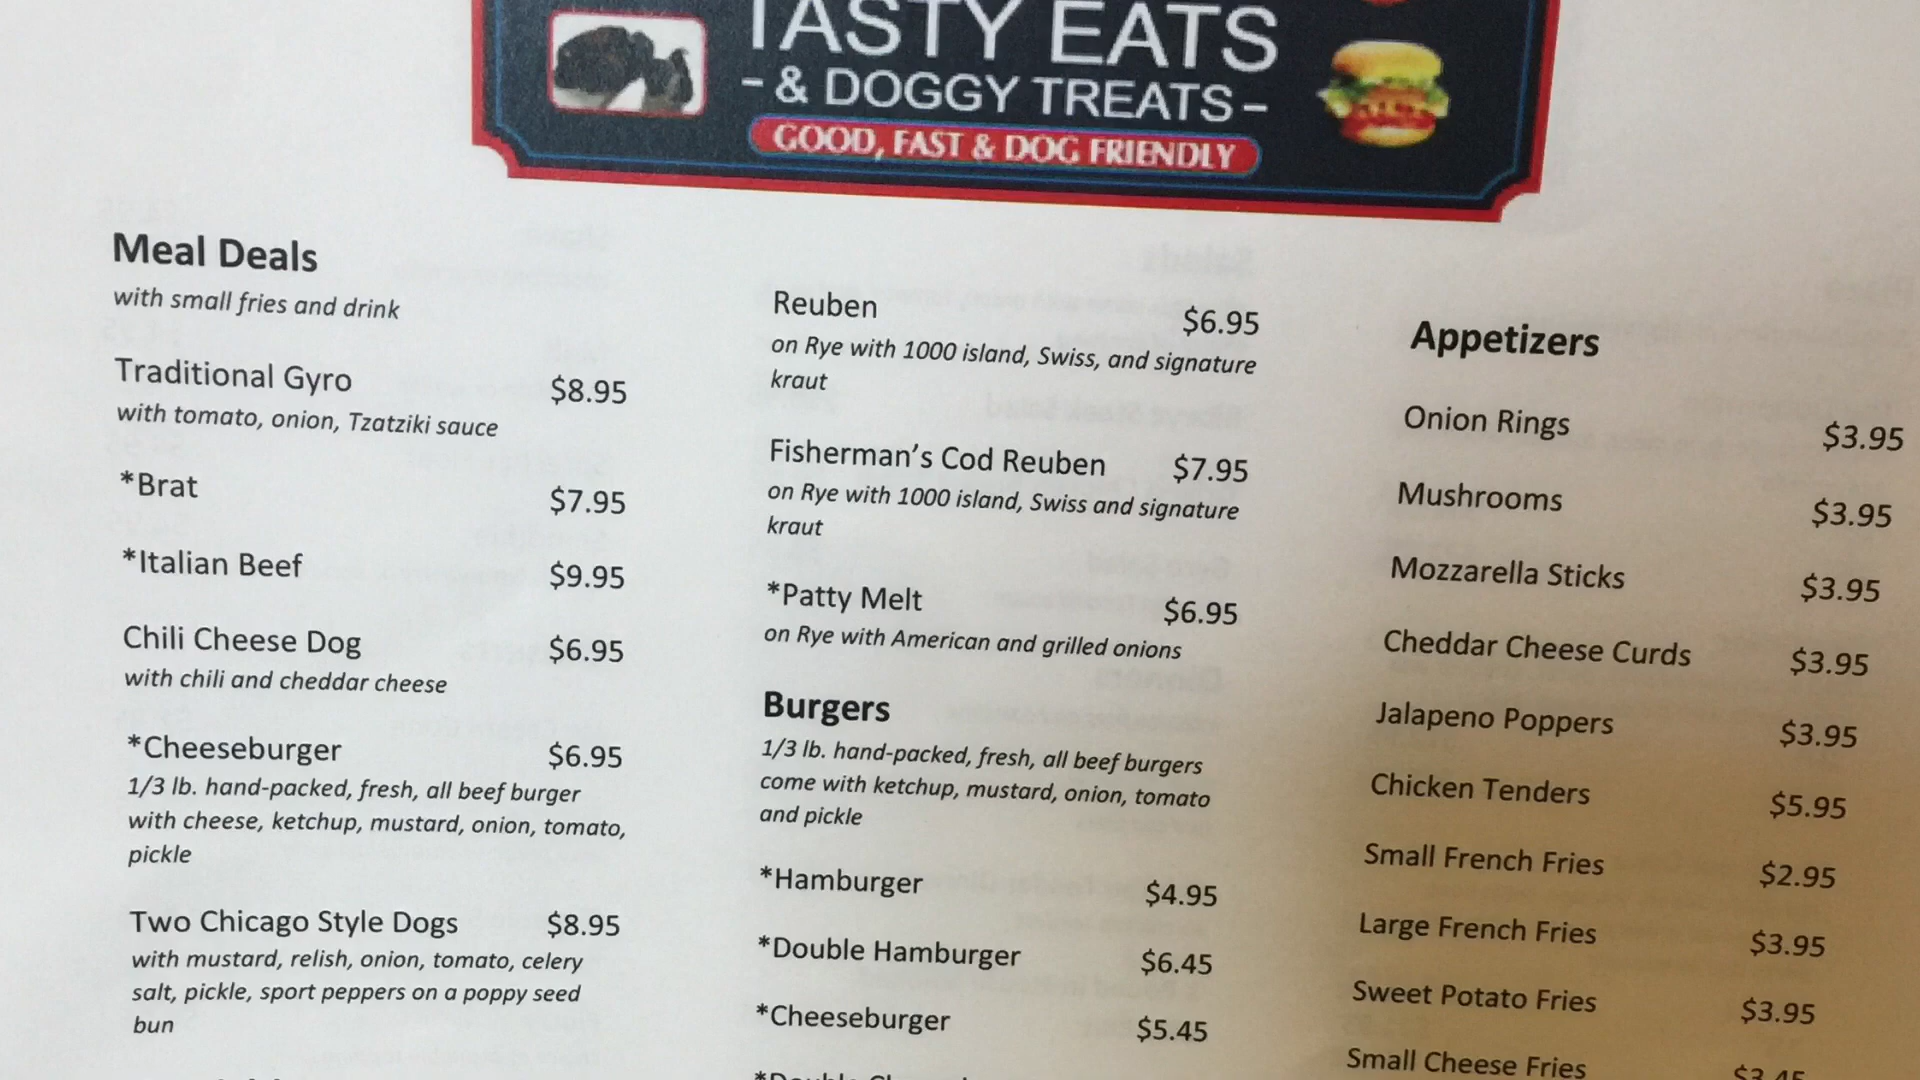 TASTY EATS
- & DOGGY TREATS -
GOOD, FAST & DOG FRIENDLY
Meal Deals
with small fries and drink
Traditional Gyro $8.95
with tomato, onion, Tzatziki sauce
*Brat $7.95
*Italian Beef $9.95
Chili Cheese Dog $6.95
with chili and cheddar cheese
*Cheeseburger $6.95
1/3 lb. hand-packed, fresh, all beef burger
with cheese, ketchup, mustard, onion, tomato,
pickle
Two Chicago Style Dogs $8.95
with mustard, relish, onion, tomato, celery
salt, pickle, sport peppers on a poppy seed
bun
Reuben $6.95
on Rye with 1000 island, Swiss, and signature
kraut
Fisherman's Cod Reuben $7.95
on Rye with 1000 island, Swiss and signature
kraut
*Patty Melt $6.95
on Rye with American and grilled onions
Burgers
1/3 lb. hand-packed, fresh, all beef burgers
come with ketchup, mustard, onion, tomato
and pickle
*Hamburger $4.95
*Double Hamburger $6.45
*Cheeseburger $5.45
Appetizers
Onion Rings $3.95
Mushrooms $3.95
Mozzarella Sticks $3.95
Cheddar Cheese Curds $3.95
Jalapeno Poppers $3.95
Chicken Tenders $5.95
Small French Fries $2.95
Large French Fries $3.95
Sweet Potato Fries $3.95
Small Cheese Fries $3.45